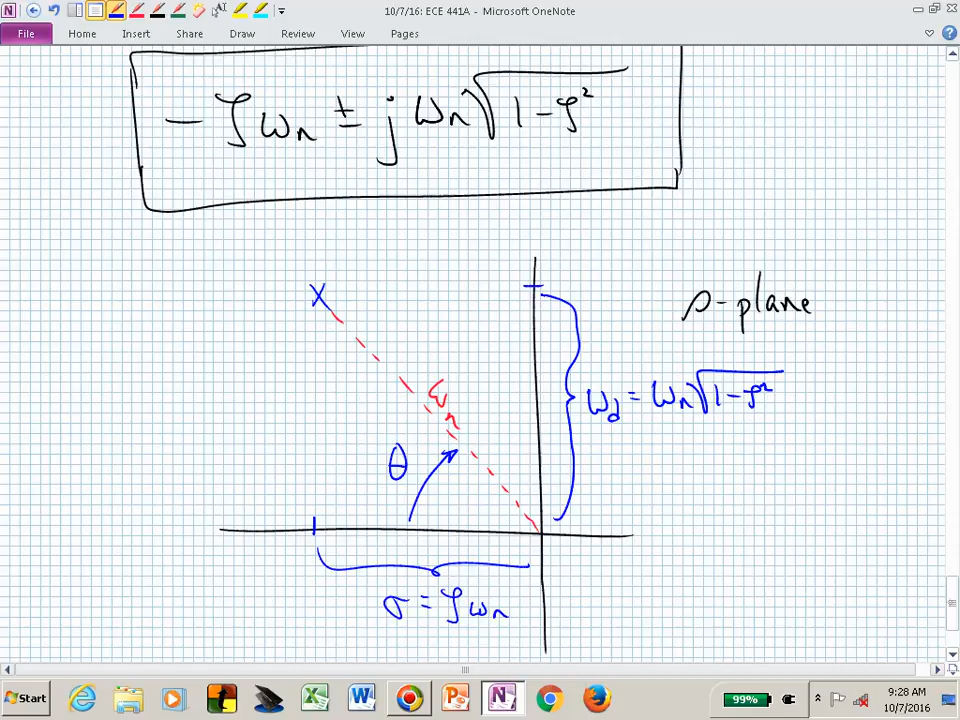 10/7/16: ECE 441A - Microsoft OneNote
File Home Insert Share Draw Review View Pages
- ζωn ± jωn√1-ζ²
s-plane
ωd = ωn√1-ζ²
ωn
θ
σ = ζωn
Start
99%
9:28 AM
10/7/2016